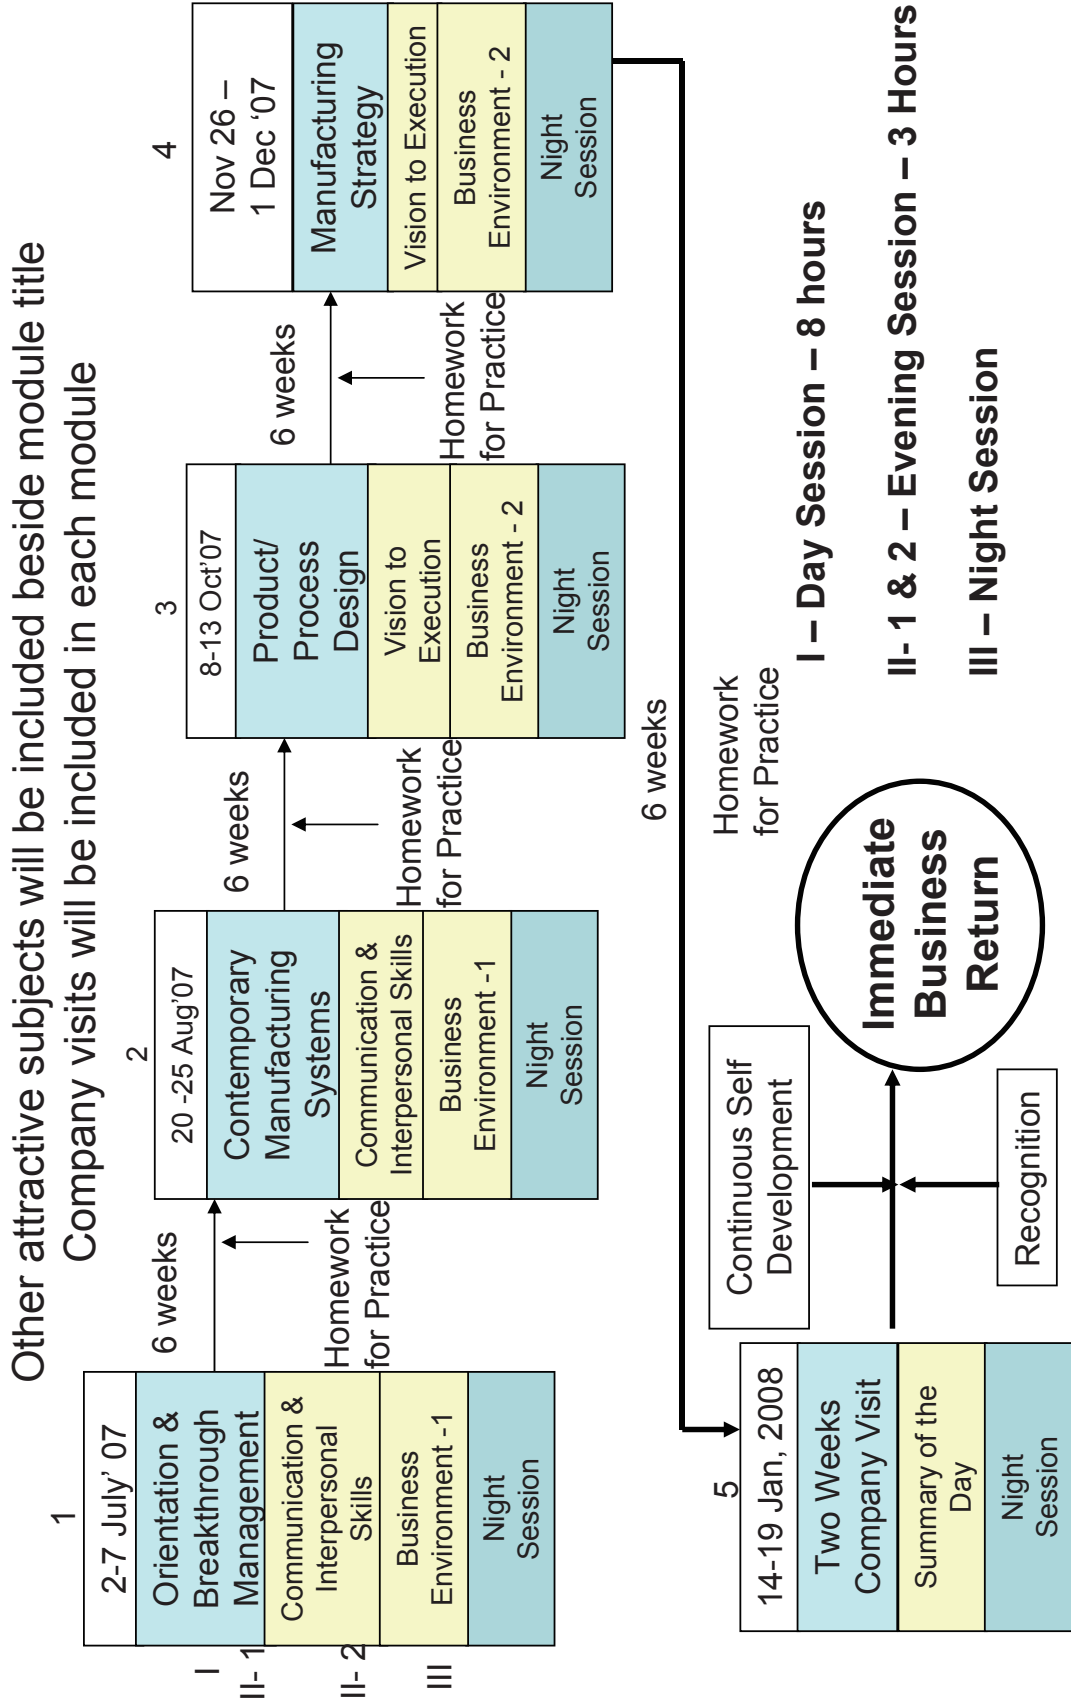 Other attractive subjects will be included beside module title
Company visits will be included in each module
1
2-7 July' 07
Orientation &
Breakthrough
Management
Communication &
Interpersonal
Skills
Business
Environment -1
Night
Session
I
II- 1
II- 2
III
6 weeks
Homework
for Practice
2
20 -25 Aug'07
Contemporary
Manufacturing
Systems
Communication &
Interpersonal Skills
Business
Environment -1
Night
Session
6 weeks
Homework
for Practice
3
8-13 Oct'07
Product/
Process
Design
Vision to
Execution
Business
Environment - 2
Night
Session
6 weeks
Homework
for Practice
4
Nov 26 –
1 Dec ‘07
Manufacturing
Strategy
Vision to Execution
Business
Environment - 2
Night
Session
6 weeks
Homework
for Practice
5
14-19 Jan, 2008
Two Weeks
Company Visit
Summary of the
Day
Night
Session
Continuous Self
Development
Recognition
Immediate
Business
Return
I – Day Session – 8 hours
II- 1 & 2 – Evening Session – 3 Hours
III – Night Session